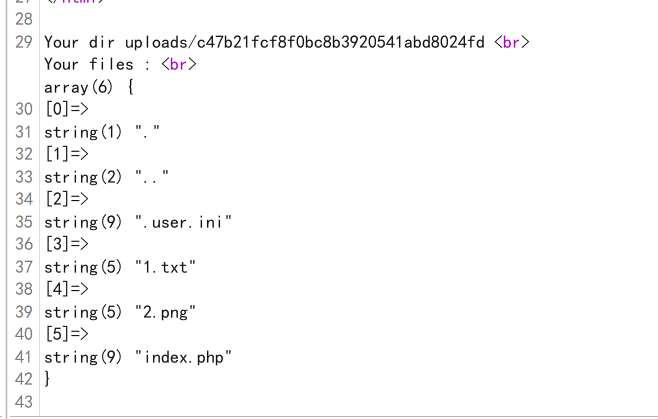 27 </html>
28
29 Your dir uploads/c47b21fcf8f0bc8b3920541abd8024fd <br>
Your files : <br>
array(6) {
30 [0]=>
31 string(1) "."
32 [1]=>
33 string(2) ".."
34 [2]=>
35 string(9) ".user.ini"
36 [3]=>
37 string(5) "1.txt"
38 [4]=>
39 string(5) "2.png"
40 [5]=>
41 string(9) "index.php"
42 }
43